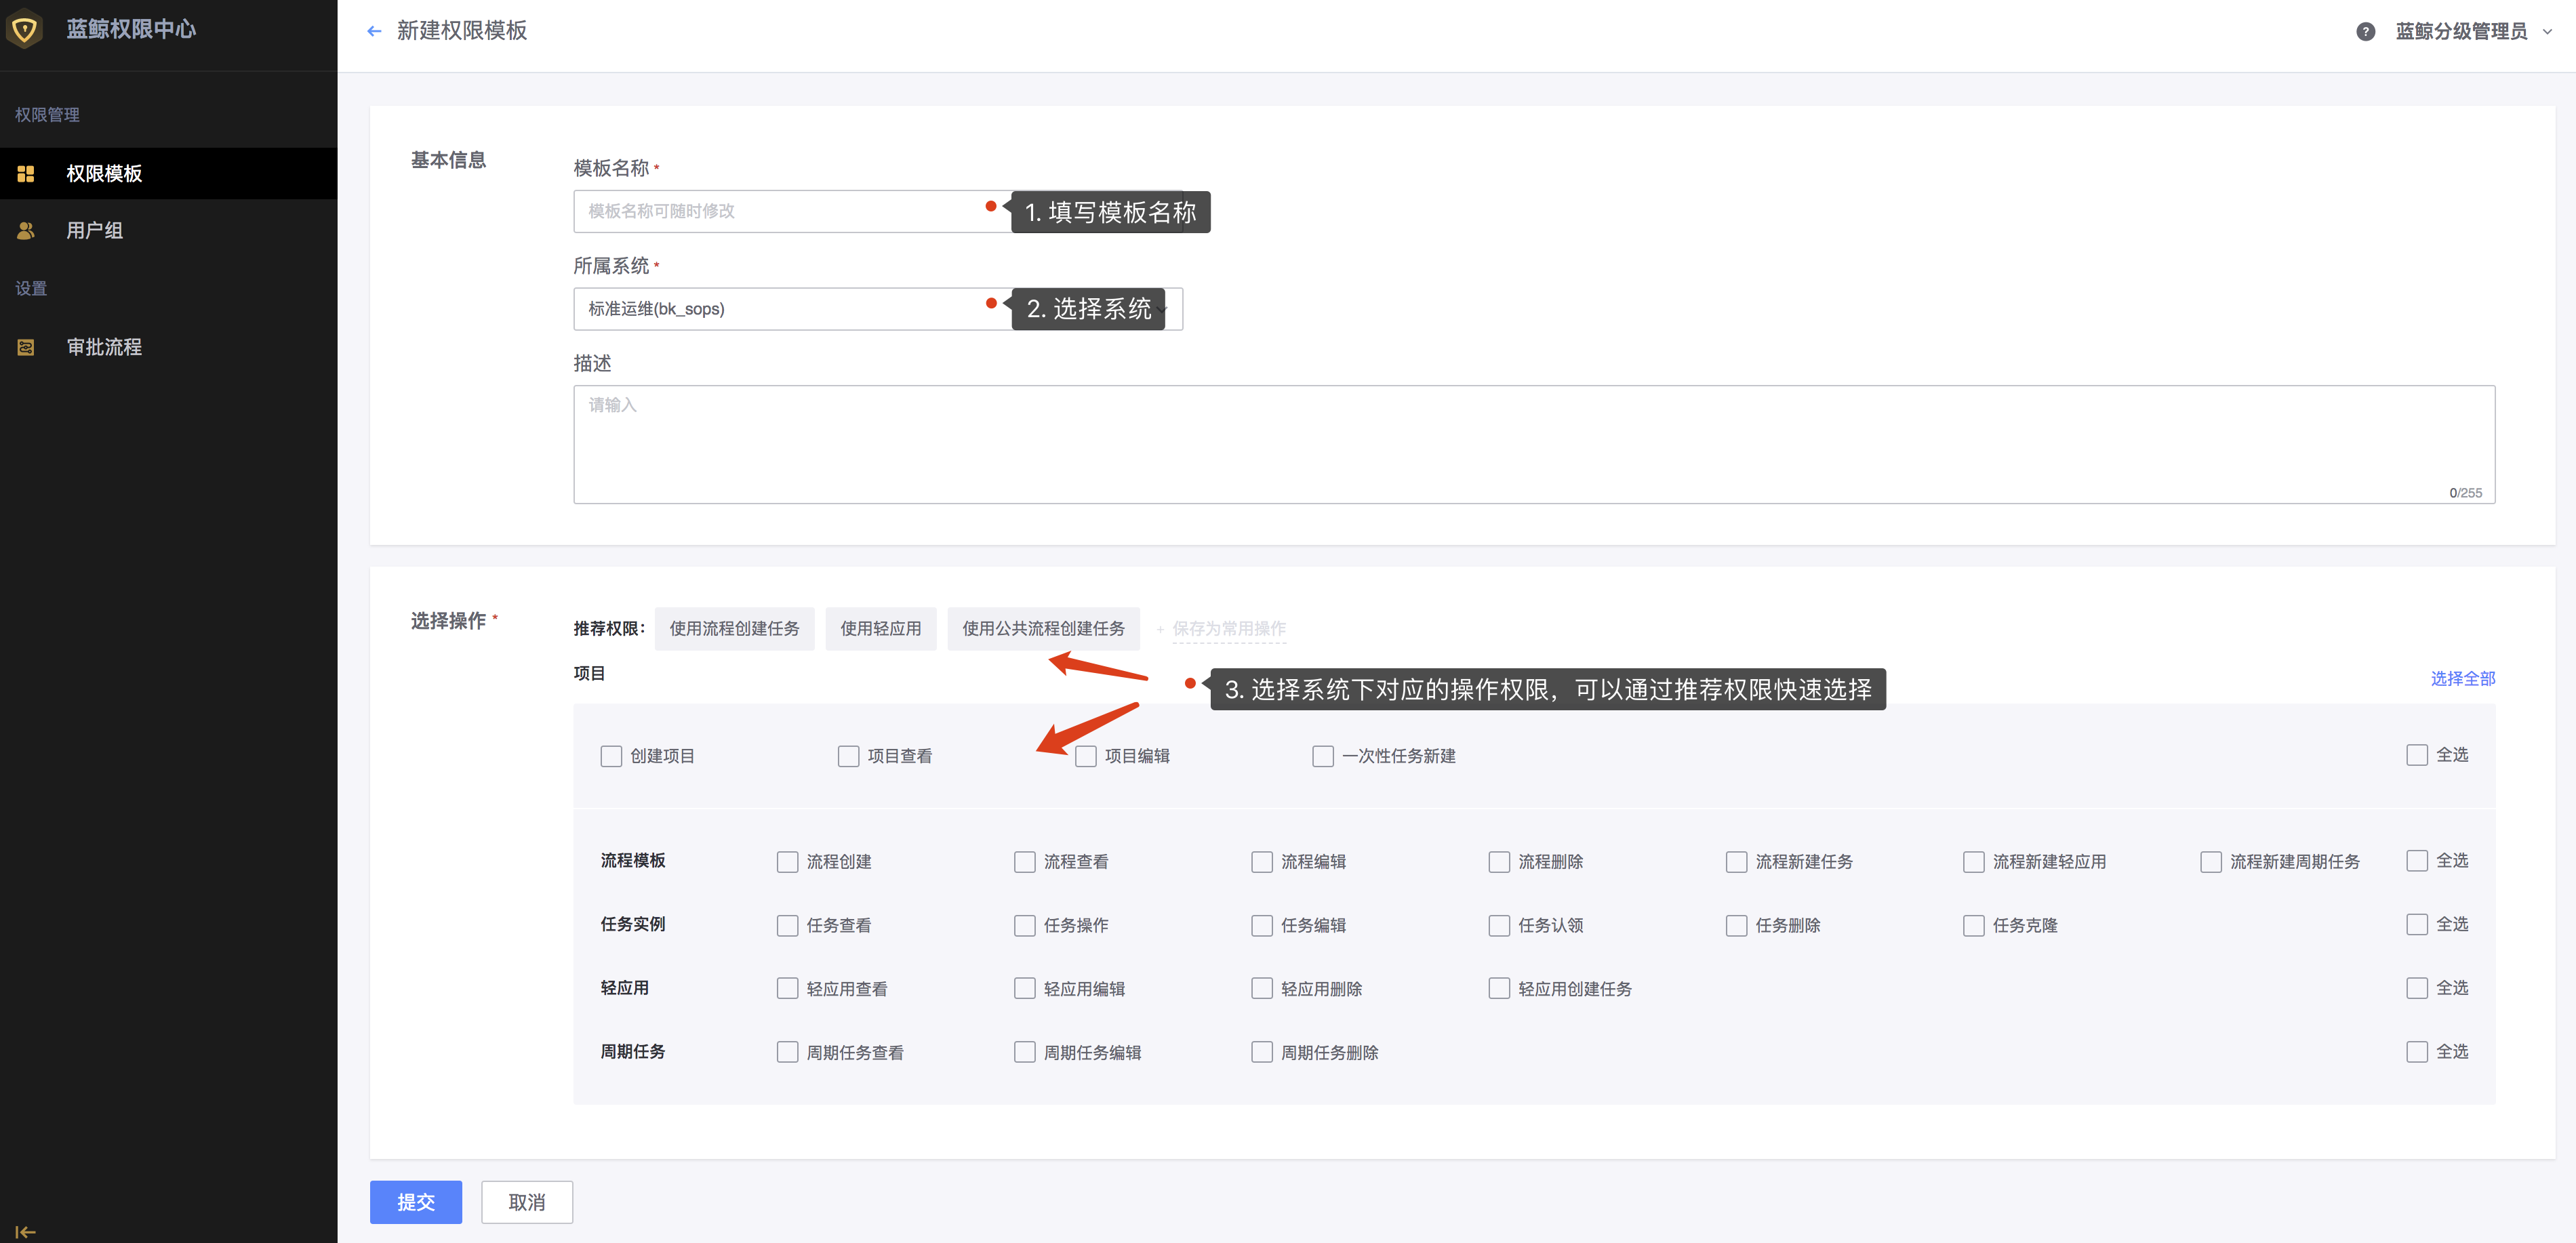 蓝鲸权限中心
新建权限模板
? 蓝鲸分级管理员
权限管理
权限模板
用户组
设置
审批流程
基本信息
模板名称 *
模板名称可随时修改
1. 填写模板名称
所属系统 *
标准运维(bk_sops)
2. 选择系统
描述
请输入
0/255
选择操作 *
推荐权限： 使用流程创建任务 使用轻应用 使用公共流程创建任务 + 保存为常用操作
项目
3. 选择系统下对应的操作权限，可以通过推荐权限快速选择
选择全部
创建项目 项目查看 项目编辑 一次性任务新建 全选
流程模板 流程创建 流程查看 流程编辑 流程删除 流程新建任务 流程新建轻应用 流程新建周期任务 全选
任务实例 任务查看 任务操作 任务编辑 任务认领 任务删除 任务克隆 全选
轻应用 轻应用查看 轻应用编辑 轻应用删除 轻应用创建任务 全选
周期任务 周期任务查看 周期任务编辑 周期任务删除 全选
提交 取消